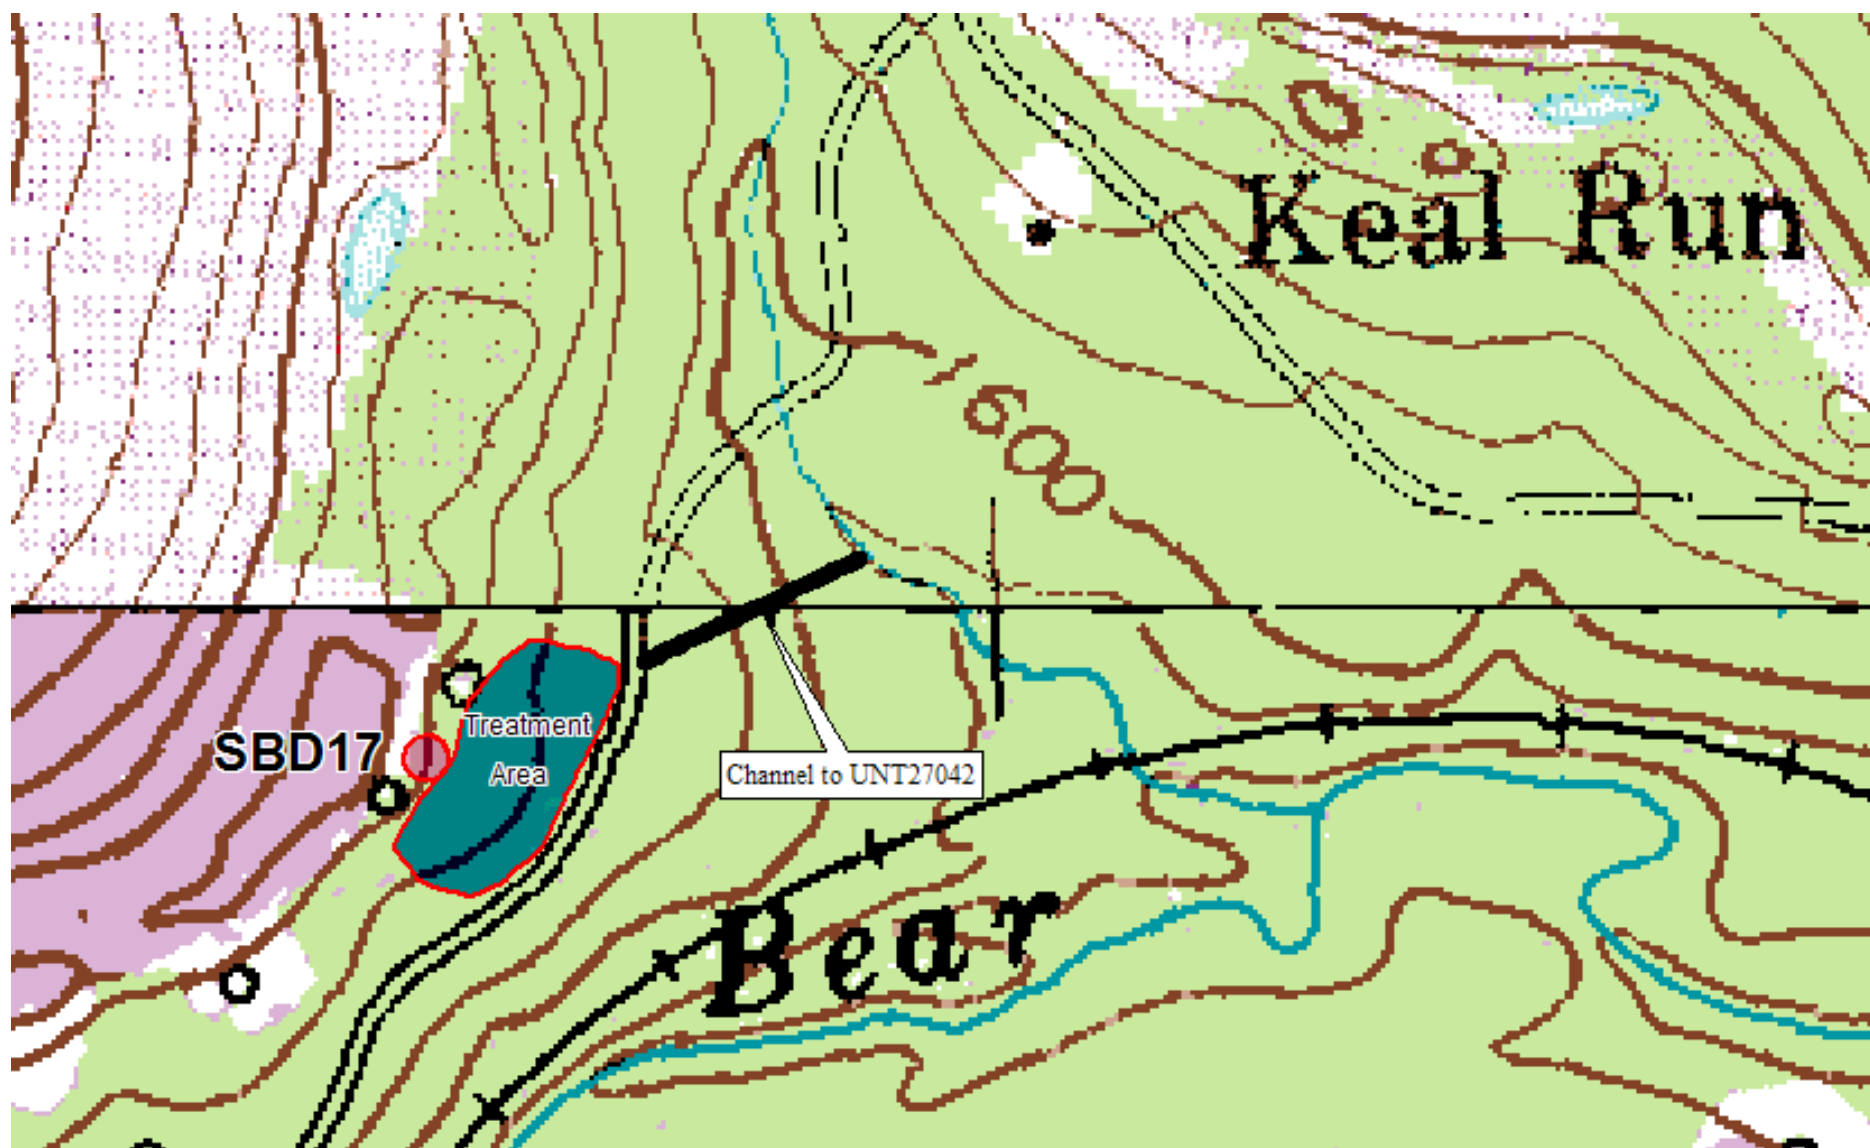 Keal Run
1600
Treatment
SBD17
Area
Channel to UNT27042
Bear